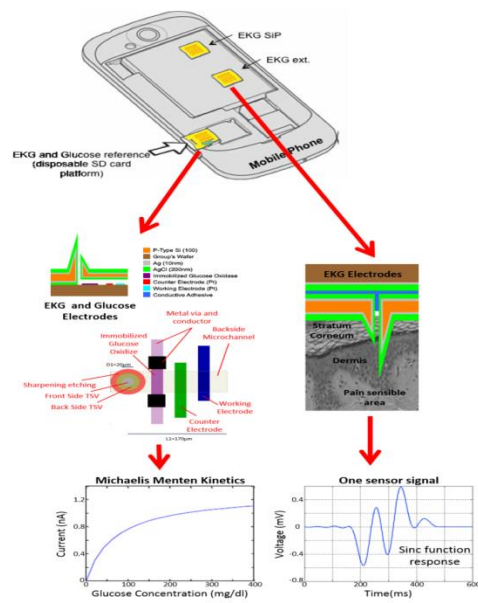 EKG SiP
EKG ext.
EKG and Glucose reference
(disposable SD card
platform)
Mobile Phone
P-Type Si (100)
Group's Wafer
Ag (10nm)
AgCl (200nm)
Immobilized Glucose Oxidase
Counter Electrode (Pt)
Working Electrode (Pt)
Conductive Adhesive
EKG and Glucose
Electrodes
EKG Electrodes
Stratum
Corneum
Dermis
Pain sensible
area
Immobilized
Glucose
Oxidize
Metal via and
conductor
Backside
Microchannel
D1=20μm
Sharpening etching
Front Side TSV
Back Side TSV
Working
Electrode
Counter
Electrode
L1=170μm
Michaelis Menten Kinetics
Current (nA)
1.2
0.8
0.4
0
0
100
200
300
400
Glucose Concentration (mg/dl)
One sensor signal
Voltage (mV)
0.4
0
-0.4
-0.8
0
200
400
600
Time(ms)
Sinc function
response